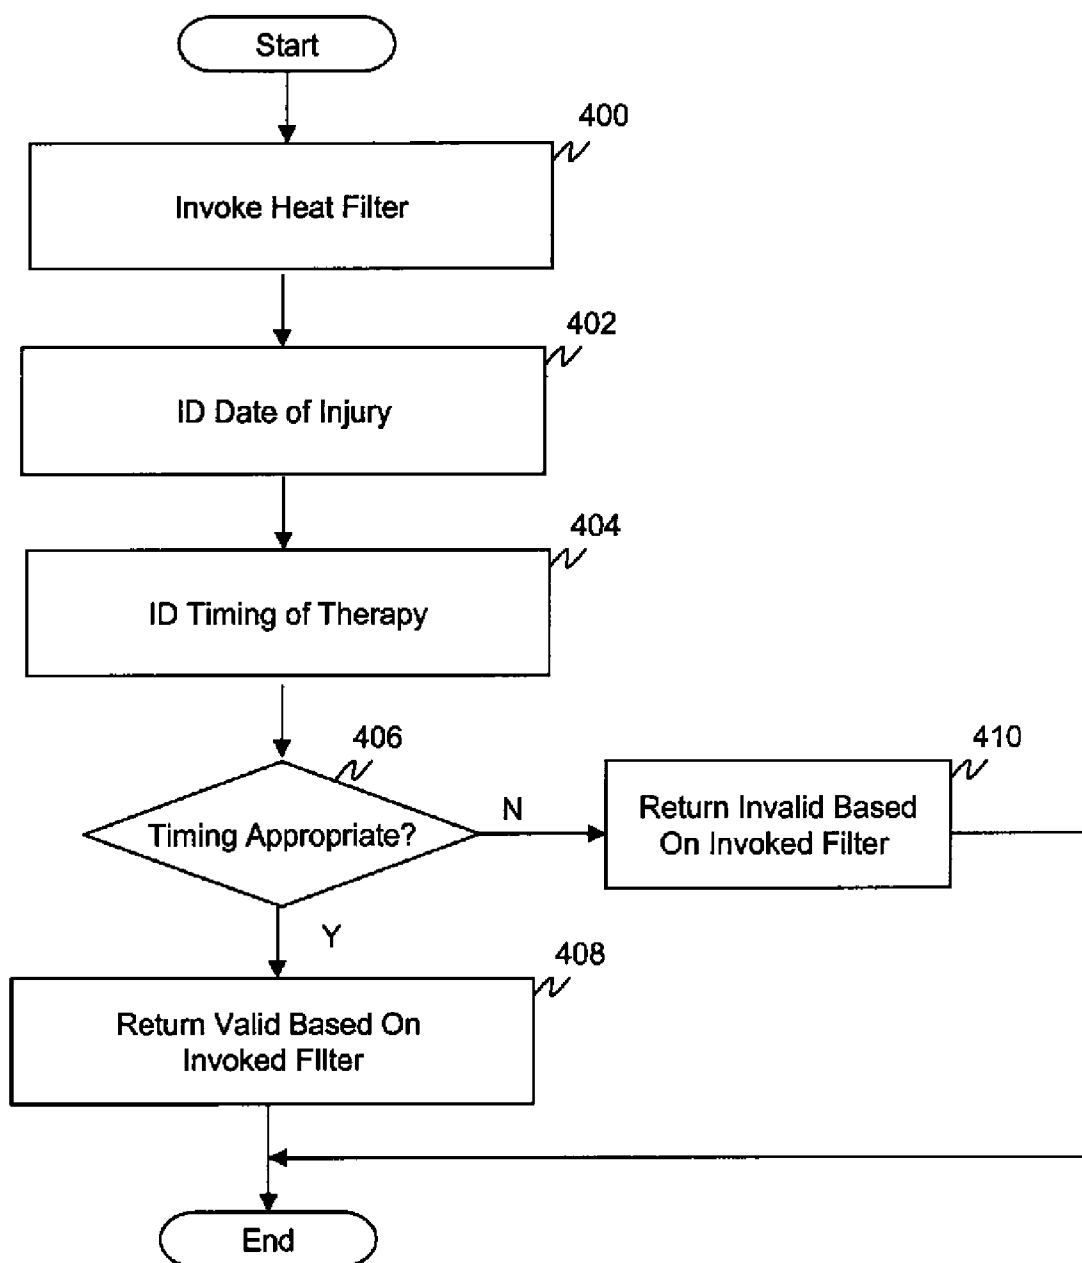 Start
400
Invoke Heat Filter
402
ID Date of Injury
404
ID Timing of Therapy
406
Timing Appropriate?
N
410
Return Invalid Based
On Invoked Filter
Y
408
Return Valid Based On
Invoked FIlter
End